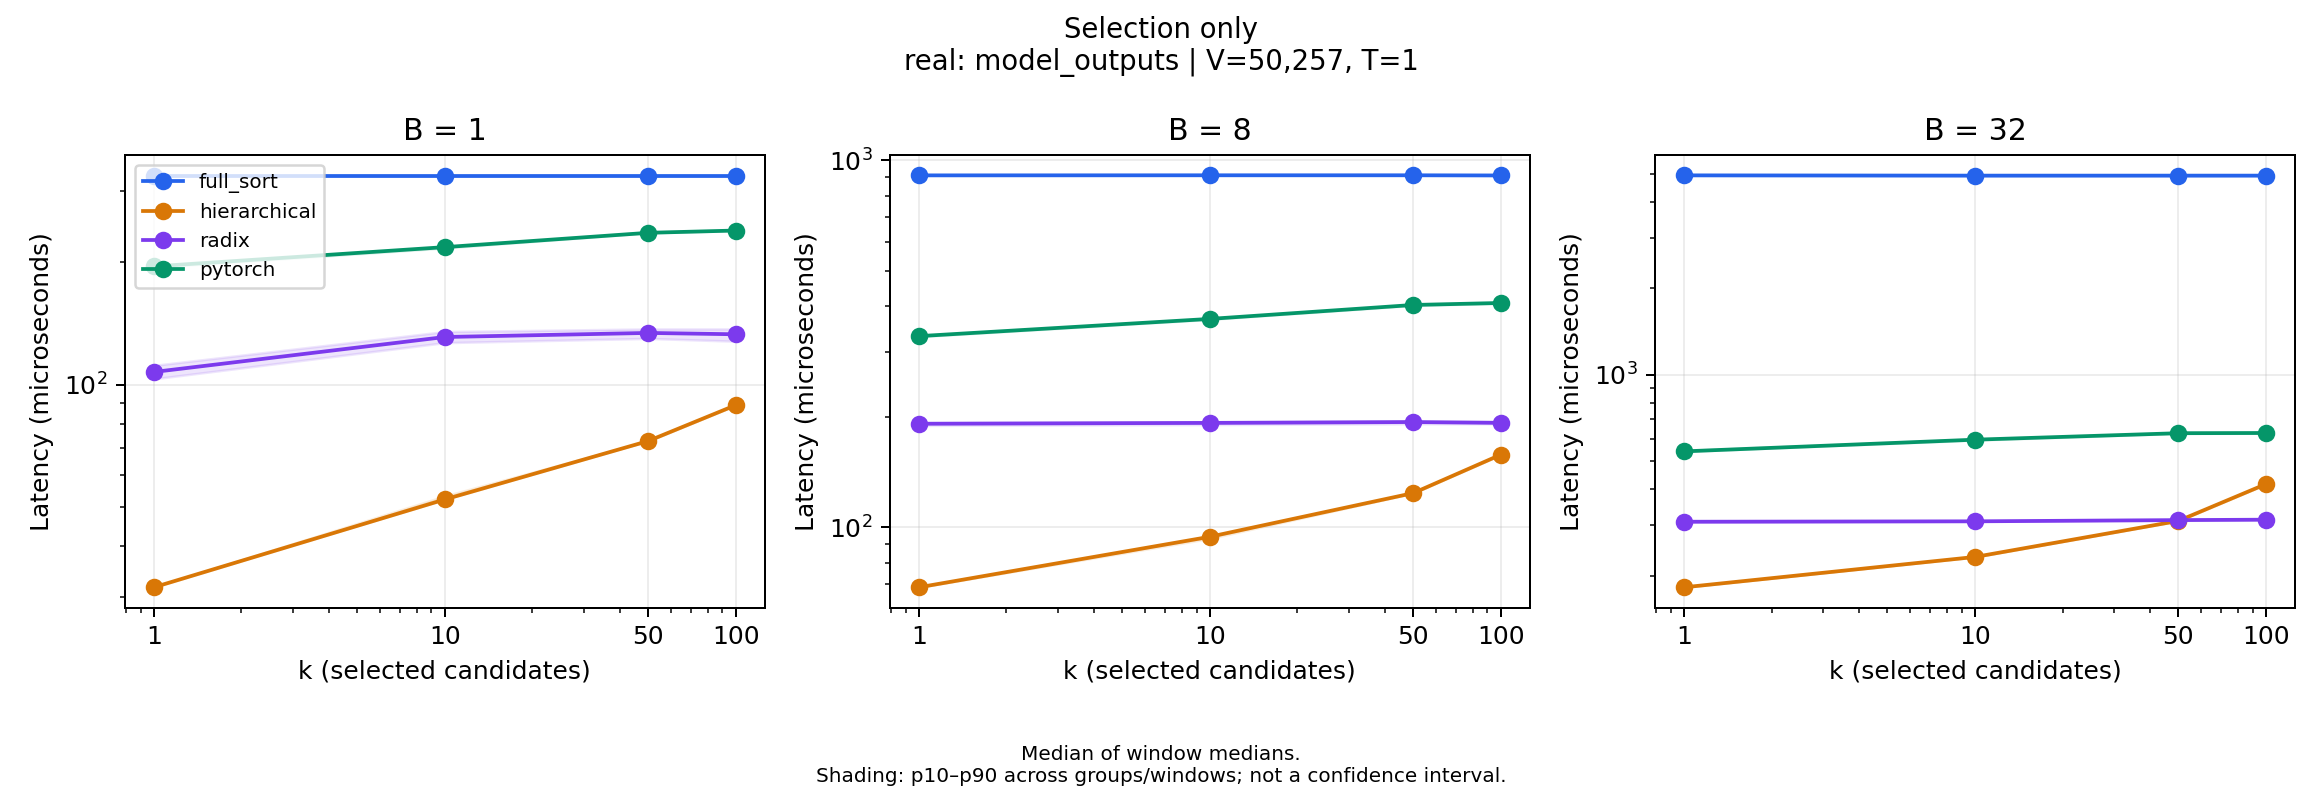 Selection only
real: model_outputs | V=50,257, T=1
B = 1
full_sort
hierarchical
radix
pytorch
Latency (microseconds)
10²
1 10 50 100
k (selected candidates)
B = 8
Latency (microseconds)
10³
10²
1 10 50 100
k (selected candidates)
B = 32
Latency (microseconds)
10³
1 10 50 100
k (selected candidates)
Median of window medians.
Shading: p10–p90 across groups/windows; not a confidence interval.